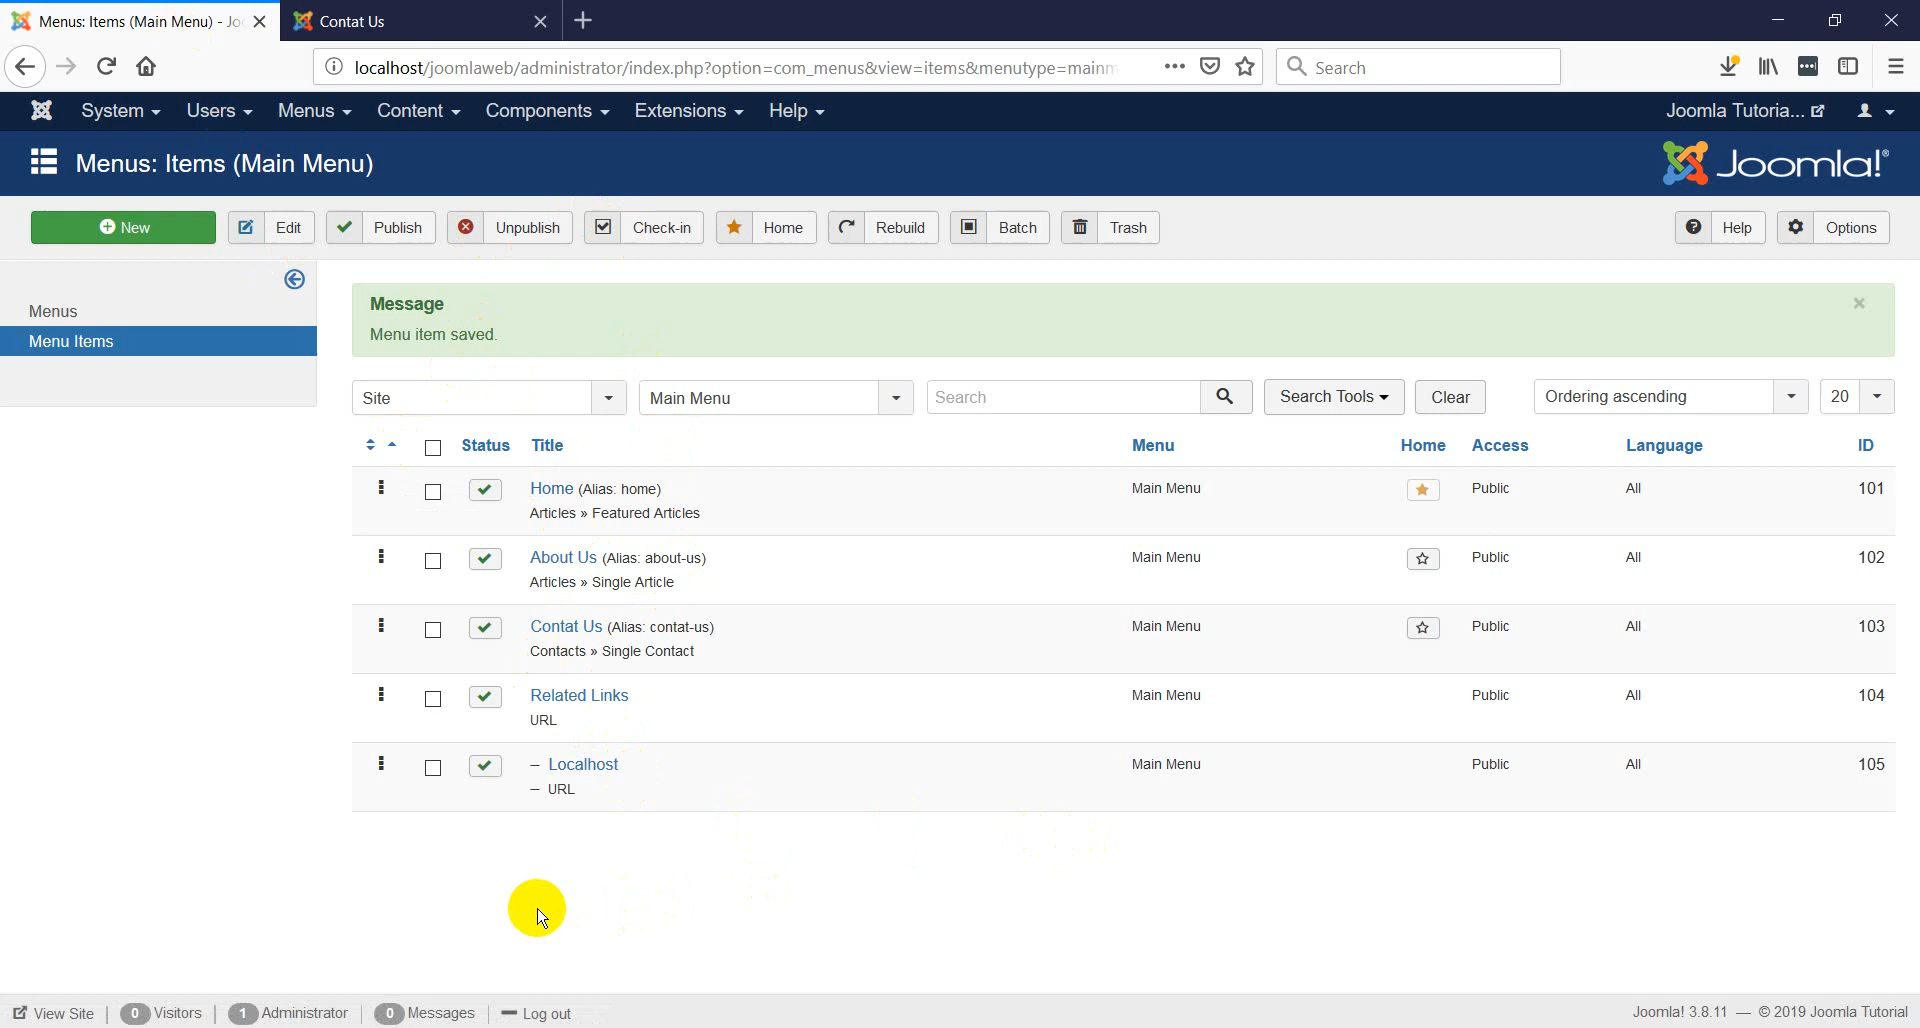 Menus: Items (Main Menu) - Jo
Contat Us
localhost/joomlaweb/administrator/index.php?option=com_menus&view=items&menutype=mainm
Search
System Users Menus Content Components Extensions Help
Joomla Tutoria...
Menus: Items (Main Menu)
Joomla!®
New Edit Publish Unpublish Check-in Home Rebuild Batch Trash Help Options
Menus
Menu Items
Message
Menu item saved.
Site Main Menu Search Search Tools Clear Ordering ascending 20
Status Title Menu Home Access Language ID
Home (Alias: home) Main Menu Public All 101
Articles » Featured Articles
About Us (Alias: about-us) Main Menu Public All 102
Articles » Single Article
Contat Us (Alias: contat-us) Main Menu Public All 103
Contacts » Single Contact
Related Links Main Menu Public All 104
URL
– Localhost Main Menu Public All 105
– URL
View Site 0 Visitors 1 Administrator 0 Messages Log out
Joomla! 3.8.11 — © 2019 Joomla Tutorial